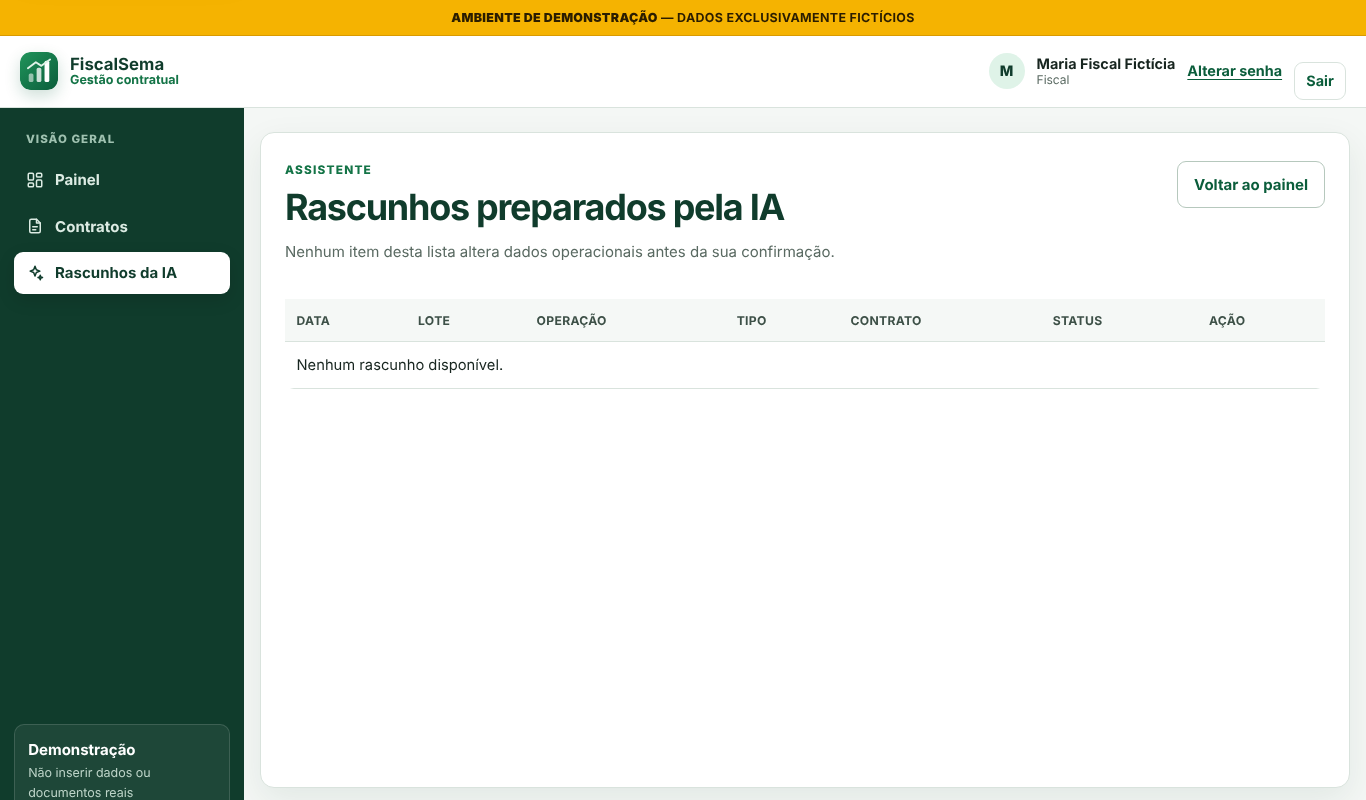 AMBIENTE DE DEMONSTRAÇÃO — DADOS EXCLUSIVAMENTE FICTÍCIOS
FiscalSema
Gestão contratual
M
Maria Fiscal Fictícia
Fiscal
Alterar senha
Sair
VISÃO GERAL
Painel
Contratos
Rascunhos da IA
Demonstração
Não inserir dados ou
documentos reais
ASSISTENTE
Rascunhos preparados pela IA
Nenhum item desta lista altera dados operacionais antes da sua confirmação.
Voltar ao painel
DATA LOTE OPERAÇÃO TIPO CONTRATO STATUS AÇÃO
Nenhum rascunho disponível.